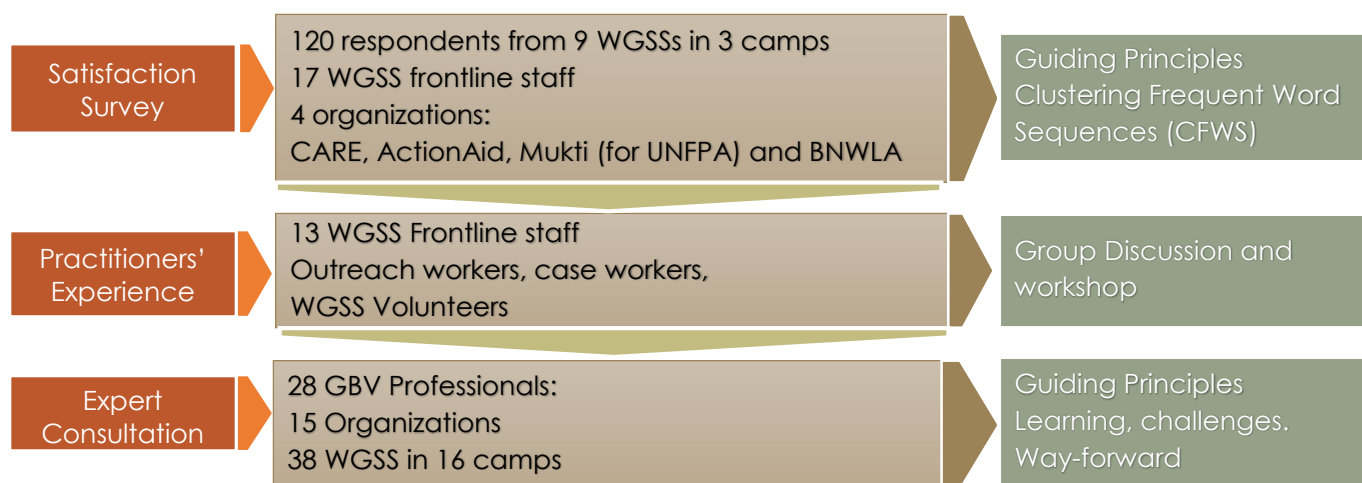 Satisfaction
Survey
120 respondents from 9 WGSSs in 3 camps
17 WGSS frontline staff
4 organizations:
CARE, ActionAid, Mukti (for UNFPA) and BNWLA
Guiding Principles
Clustering Frequent Word
Sequences (CFWS)
Practitioners’
Experience
13 WGSS Frontline staff
Outreach workers, case workers,
WGSS Volunteers
Group Discussion and
workshop
Expert
Consultation
28 GBV Professionals:
15 Organizations
38 WGSS in 16 camps
Guiding Principles
Learning, challenges.
Way-forward